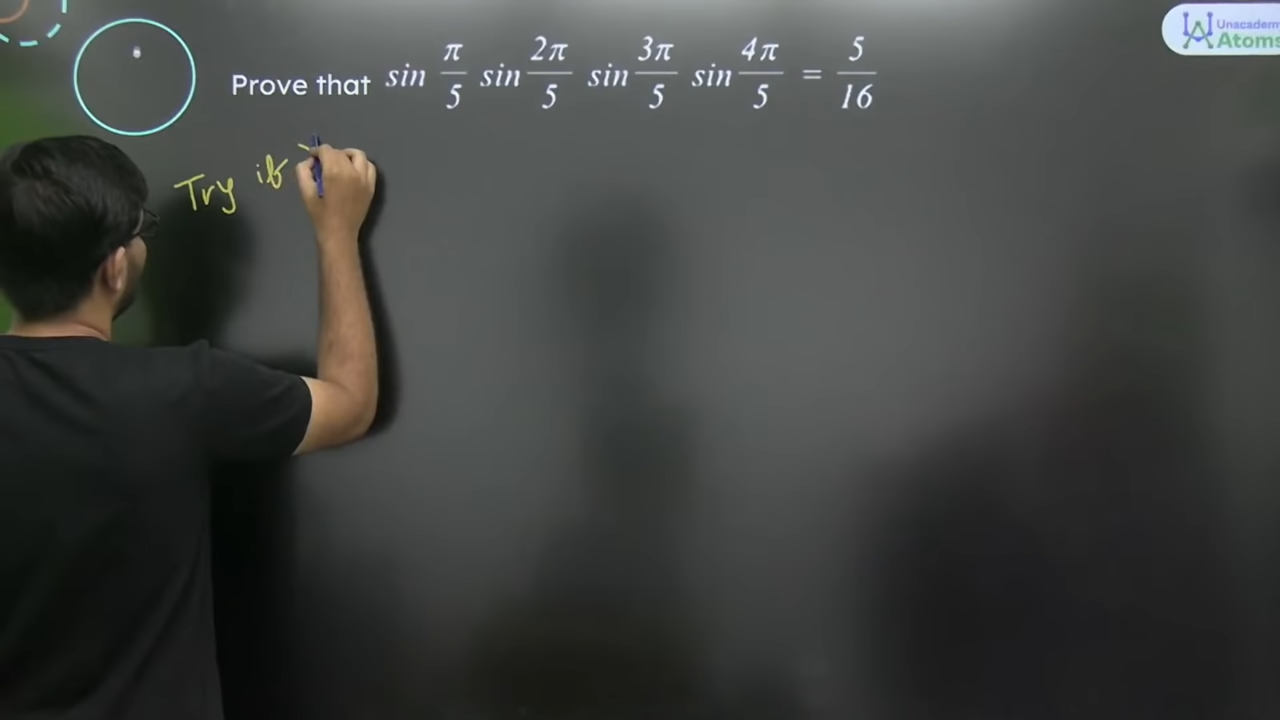 Unacademy
Atoms
Prove that sin π/5 sin 2π/5 sin 3π/5 sin 4π/5 = 5/16
Try if